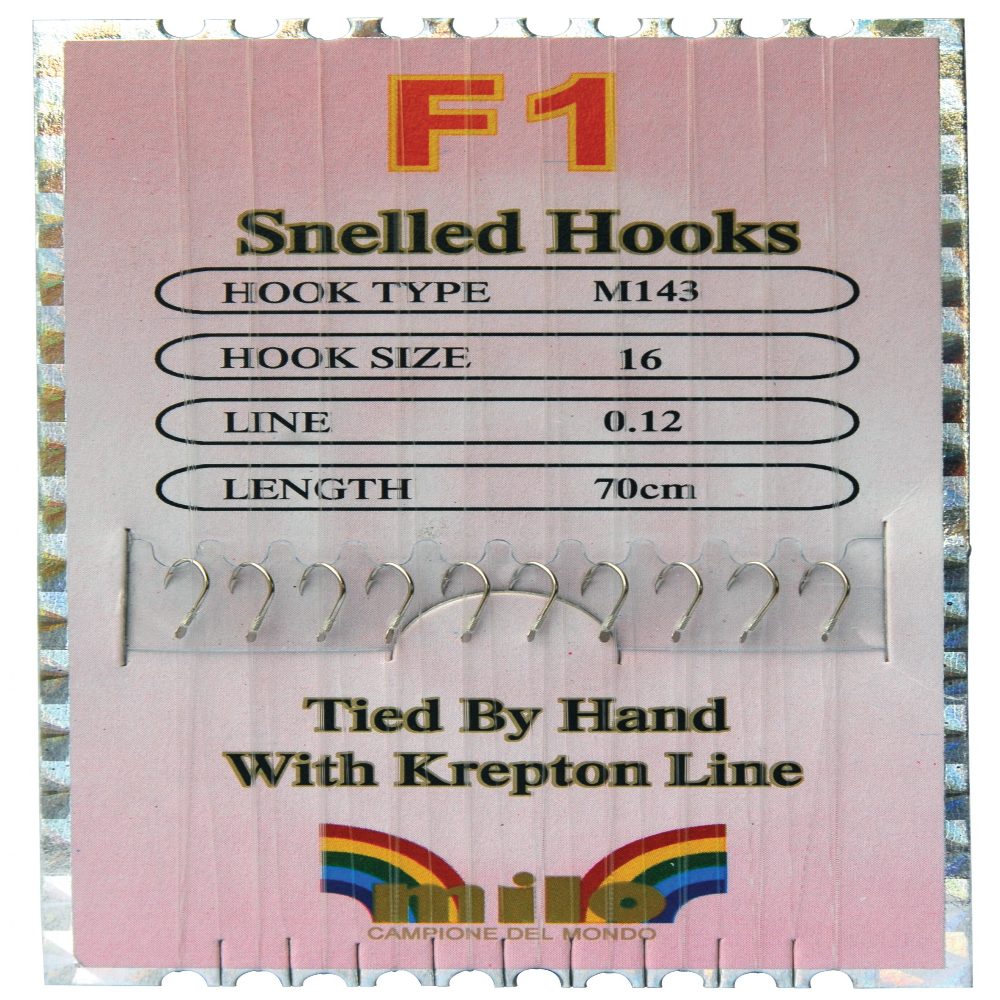 F1
Snelled Hooks
HOOK TYPE M143
HOOK SIZE 16
LINE 0.12
LENGTH 70cm
Tied By Hand
With Krepton Line
milo
CAMPIONE DEL MONDO